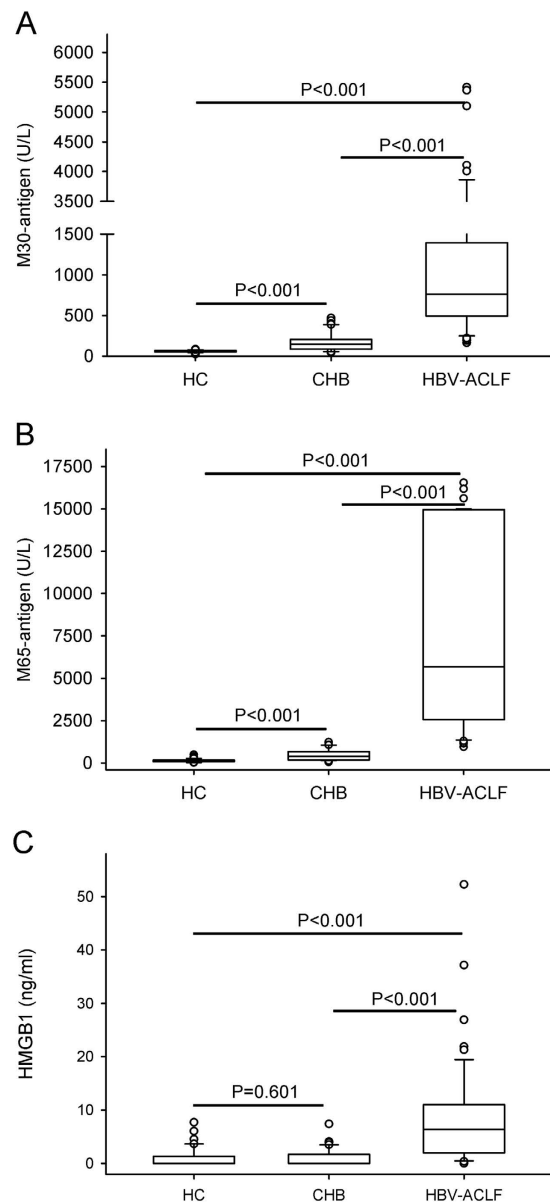 A
6000
5500
5000
4500
4000
3500
1500
1000
500
0
M30-antigen (U/L)
P<0.001
P<0.001
P<0.001
HC CHB HBV-ACLF
B
17500
15000
12500
10000
7500
5000
2500
0
M65-antigen (U/L)
P<0.001
P<0.001
P<0.001
HC CHB HBV-ACLF
C
50
40
30
20
10
0
HMGB1 (ng/ml)
P<0.001
P<0.001
P=0.601
HC CHB HBV-ACLF